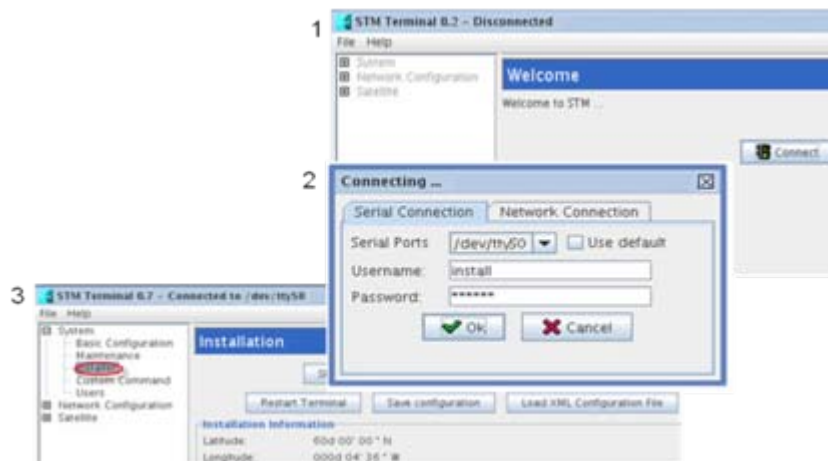 1
STM Terminal 0.2 - Disconnected
File Help
System
Network Configuration
Satellite
Welcome
Welcome to STM ...
Connect
2
Connecting ...
Serial Connection
Network Connection
Serial Ports /dev/ttyS0 Use default
Username: install
Password: ******
Ok
Cancel
3
STM Terminal 0.2 - Connected to /dev/ttyS0
File Help
System
Basic Configuration
Maintenance
Custom Command
Users
Network Configuration
Satellite
Installation
Restart Terminal
Save configuration
Load XML Configuration File
Installation Information
Latitude: 60d 00' 00" N
Longitude: 000d 04' 36" W